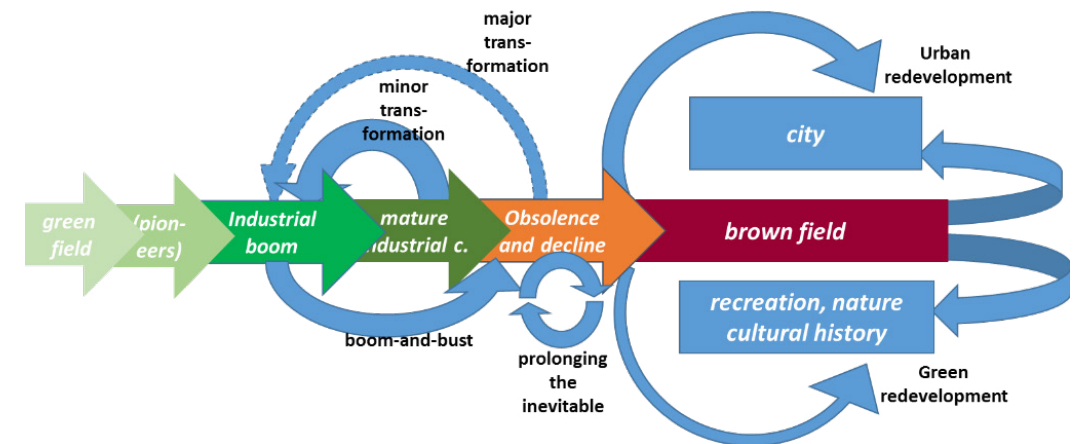 major
trans-
formation
minor
trans-
formation
Urban
redevelopment
city
green
field
(pion-
eers)
Industrial
boom
mature
industrial c.
Obsolence
and decline
brown field
boom-and-bust
prolonging
the
inevitable
recreation, nature
cultural history
Green
redevelopment